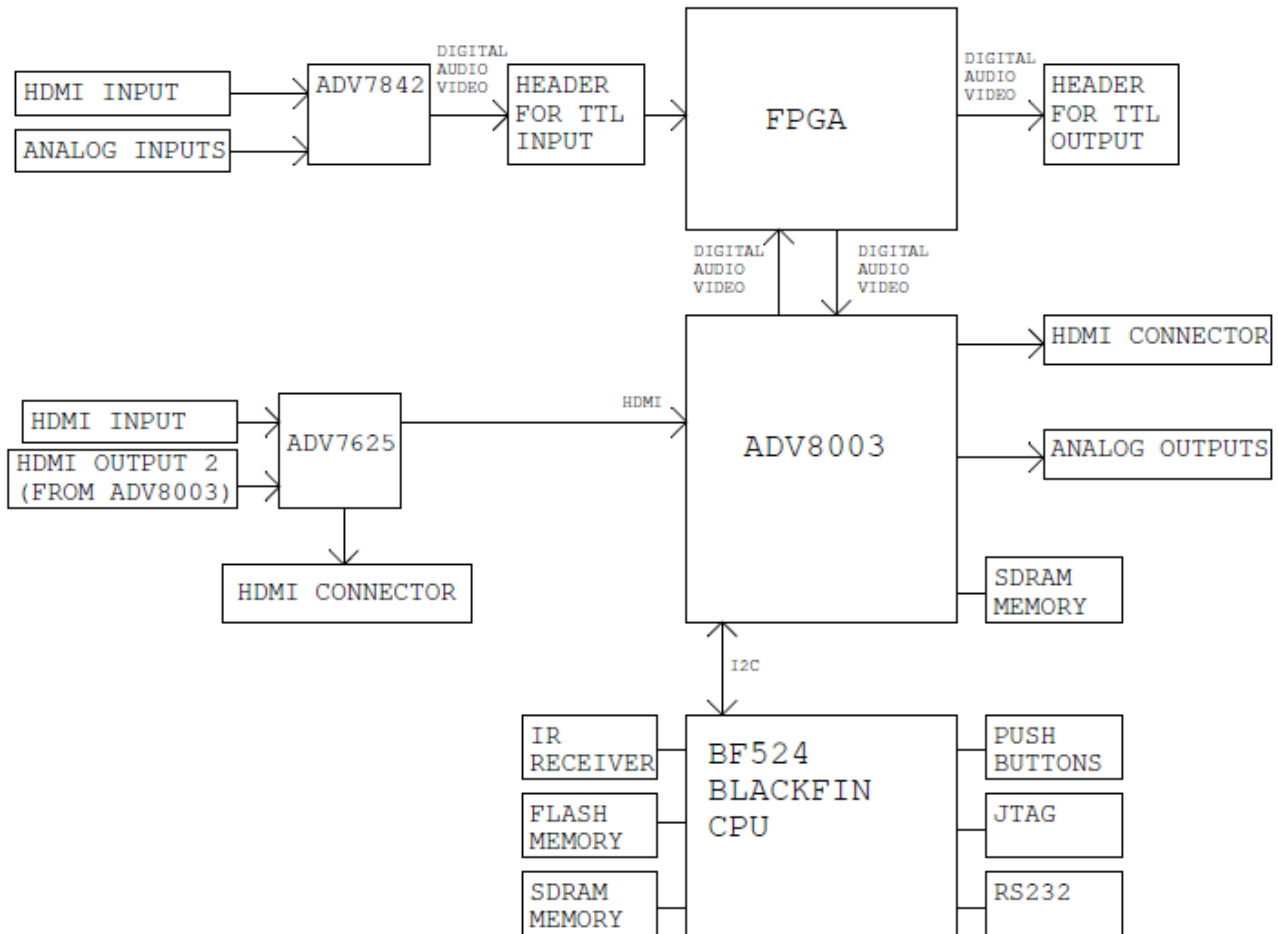 HDMI INPUT
ANALOG INPUTS
ADV7842
DIGITAL
AUDIO
VIDEO
HEADER
FOR TTL
INPUT
FPGA
DIGITAL
AUDIO
VIDEO
HEADER
FOR TTL
OUTPUT
DIGITAL
AUDIO
VIDEO
DIGITAL
AUDIO
VIDEO
HDMI INPUT
HDMI OUTPUT 2
(FROM ADV8003)
ADV7625
HDMI
HDMI CONNECTOR
ADV8003
HDMI CONNECTOR
ANALOG OUTPUTS
SDRAM
MEMORY
I2C
IR
RECEIVER
FLASH
MEMORY
SDRAM
MEMORY
BF524
BLACKFIN
CPU
PUSH
BUTTONS
JTAG
RS232